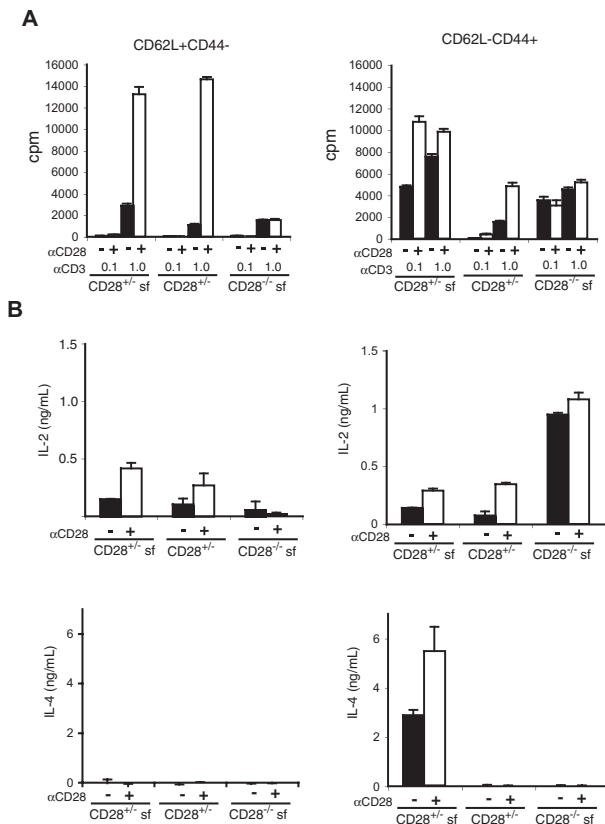 A
CD62L+CD44-
CD62L-CD44+
16000
14000
12000
10000
8000
6000
4000
2000
0
cpm
16000
14000
12000
10000
8000
6000
4000
2000
0
cpm
αCD28 - + - + - + - + - + - +
αCD3 0.1 1.0 0.1 1.0 0.1 1.0
CD28+/- sf CD28+/- CD28-/- sf
αCD28 - + - + - + - + - + - +
αCD3 0.1 1.0 0.1 1.0 0.1 1.0
CD28+/- sf CD28+/- CD28-/- sf
B
1.5
1.0
0.5
0
IL-2 (ng/mL)
αCD28 - + - + - +
CD28+/- sf CD28+/- CD28-/- sf
1.5
1
0.5
0
IL-2 (ng/mL)
αCD28 - + - + - +
CD28+/- sf CD28+/- CD28-/- sf
6
4
2
0
IL-4 (ng/mL)
αCD28 - + - + - +
CD28+/- sf CD28+/- CD28-/- sf
6
4
2
0
IL-4 (ng/mL)
αCD28 - + - + - +
CD28+/- sf CD28+/- CD28-/- sf